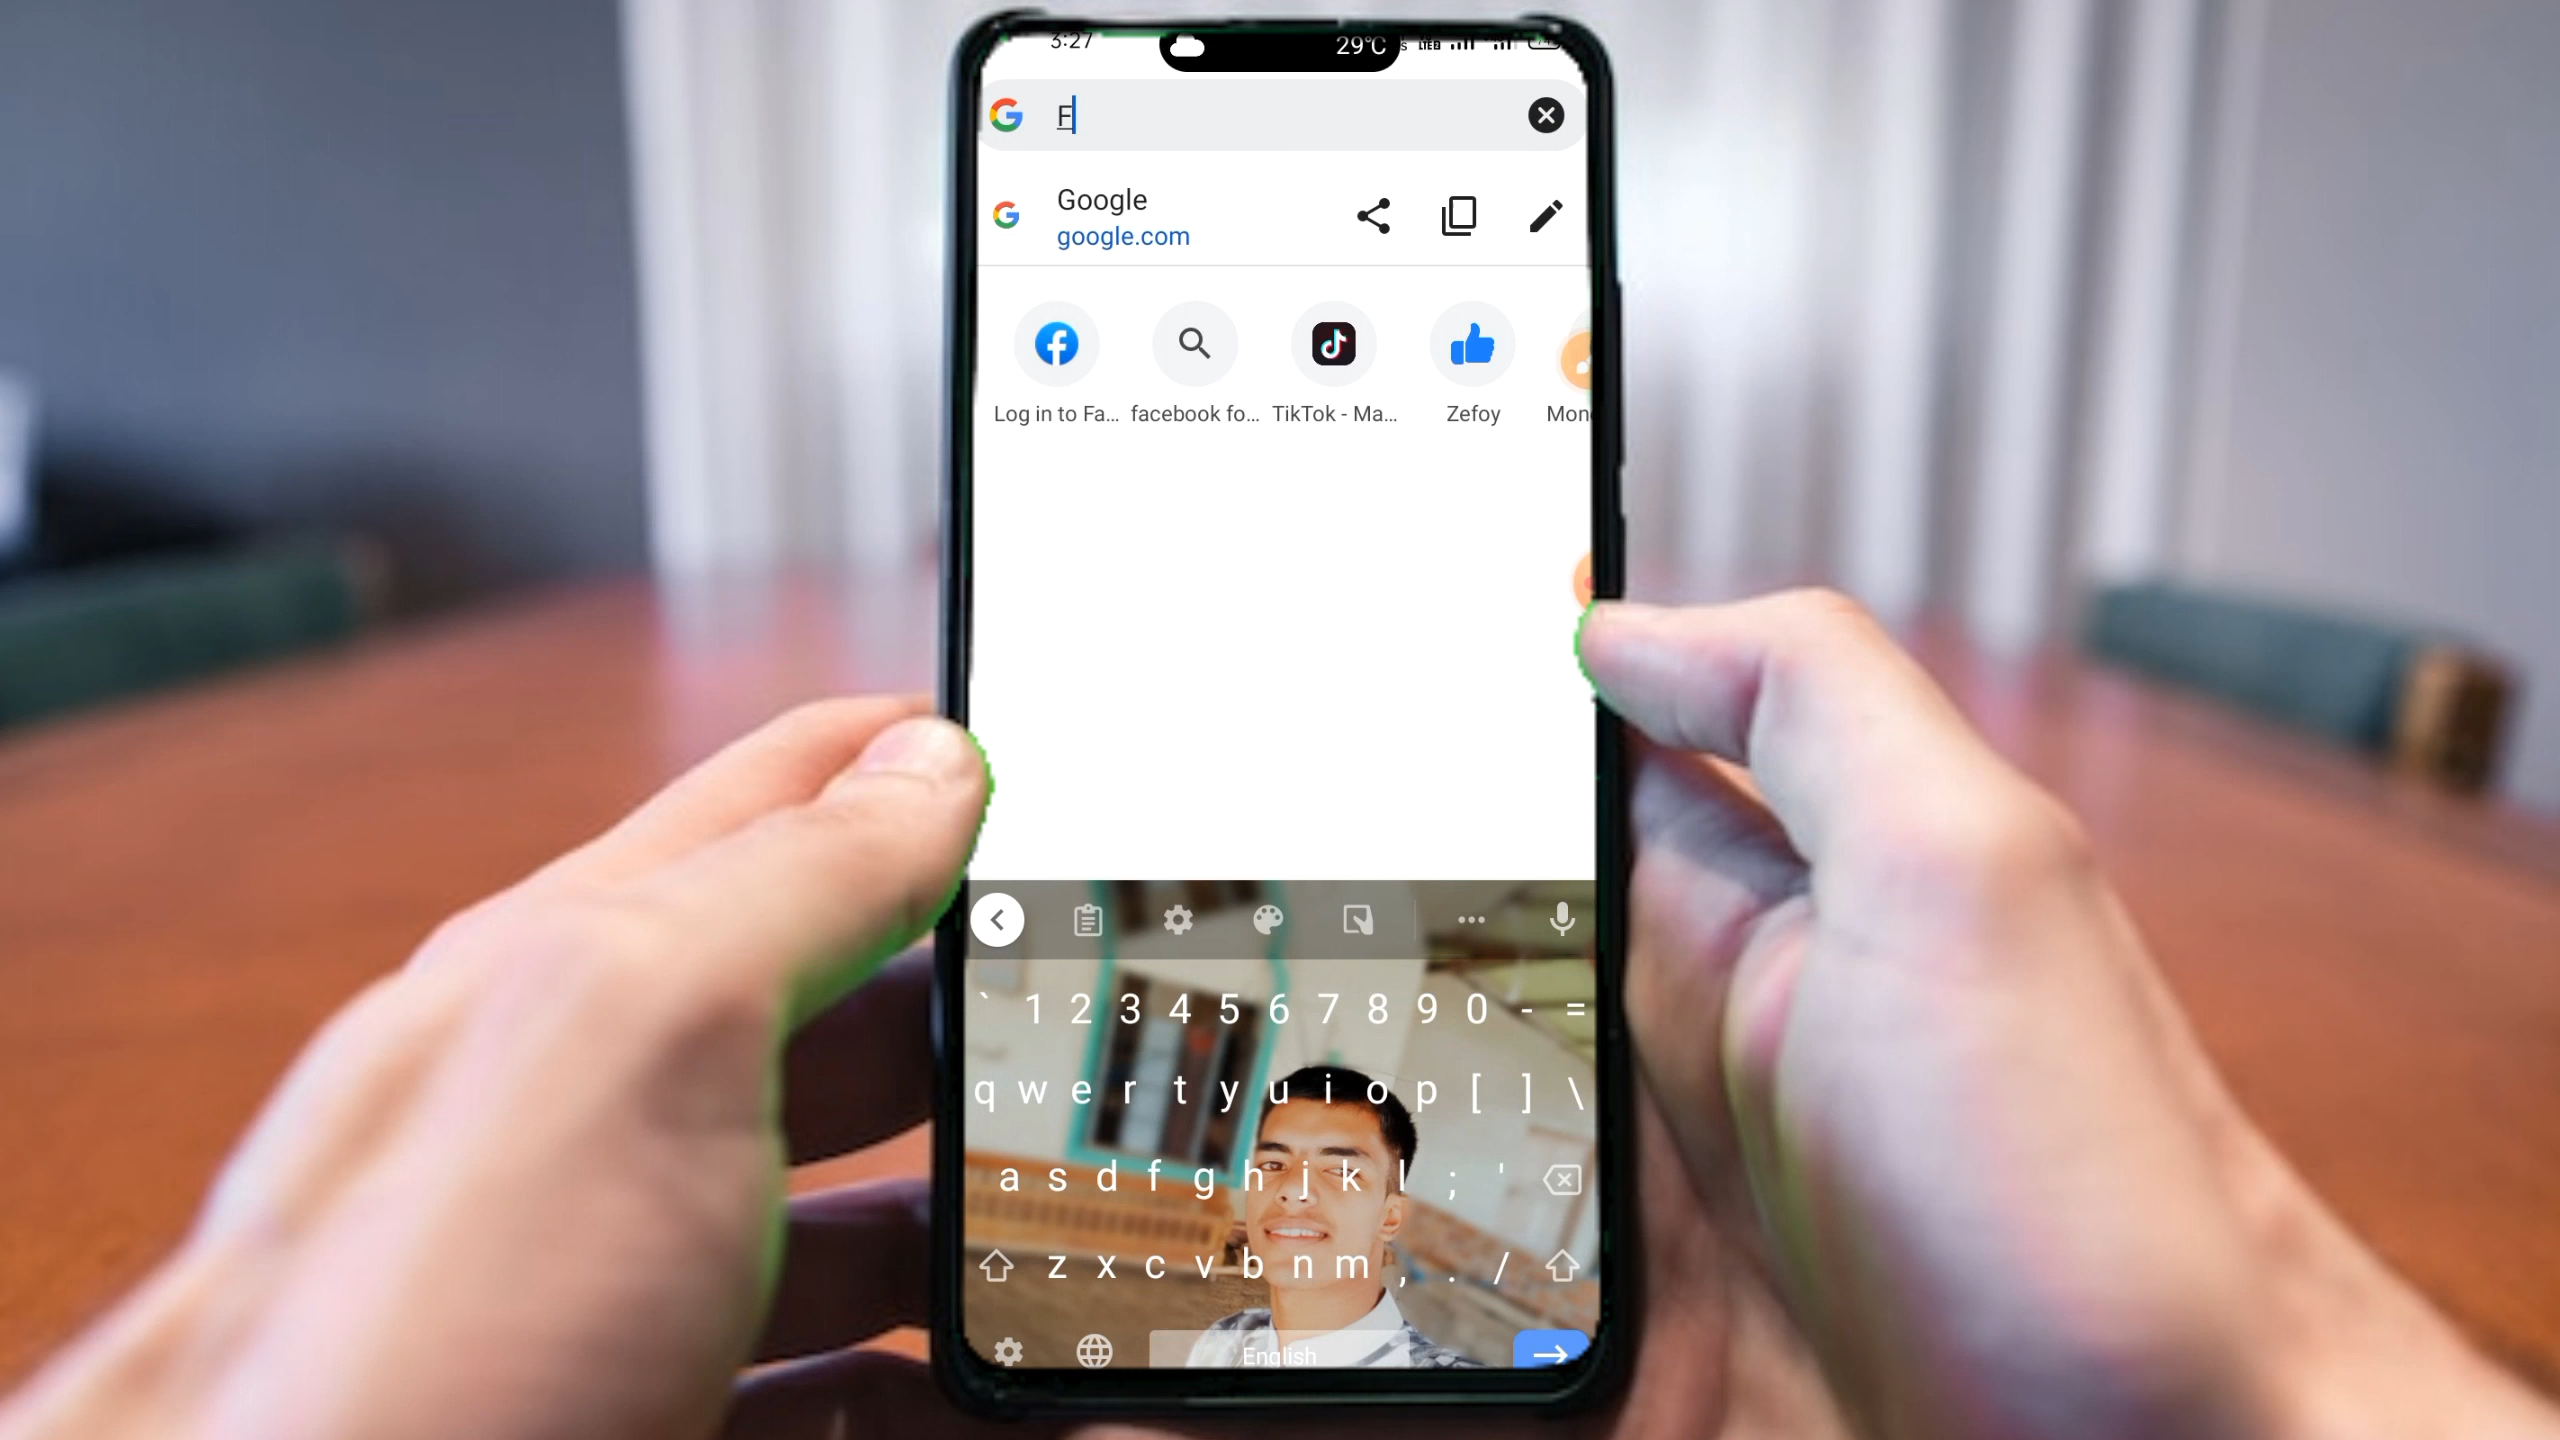 3:27 29°C
F
Google
google.com
Log in to Fa... facebook fo... TikTok - Ma... Zefoy Mon
` 1 2 3 4 5 6 7 8 9 0 - =
q w e r t y u i o p [ ] \
a s d f g h j k l ; '
z x c v b n m , . /
English